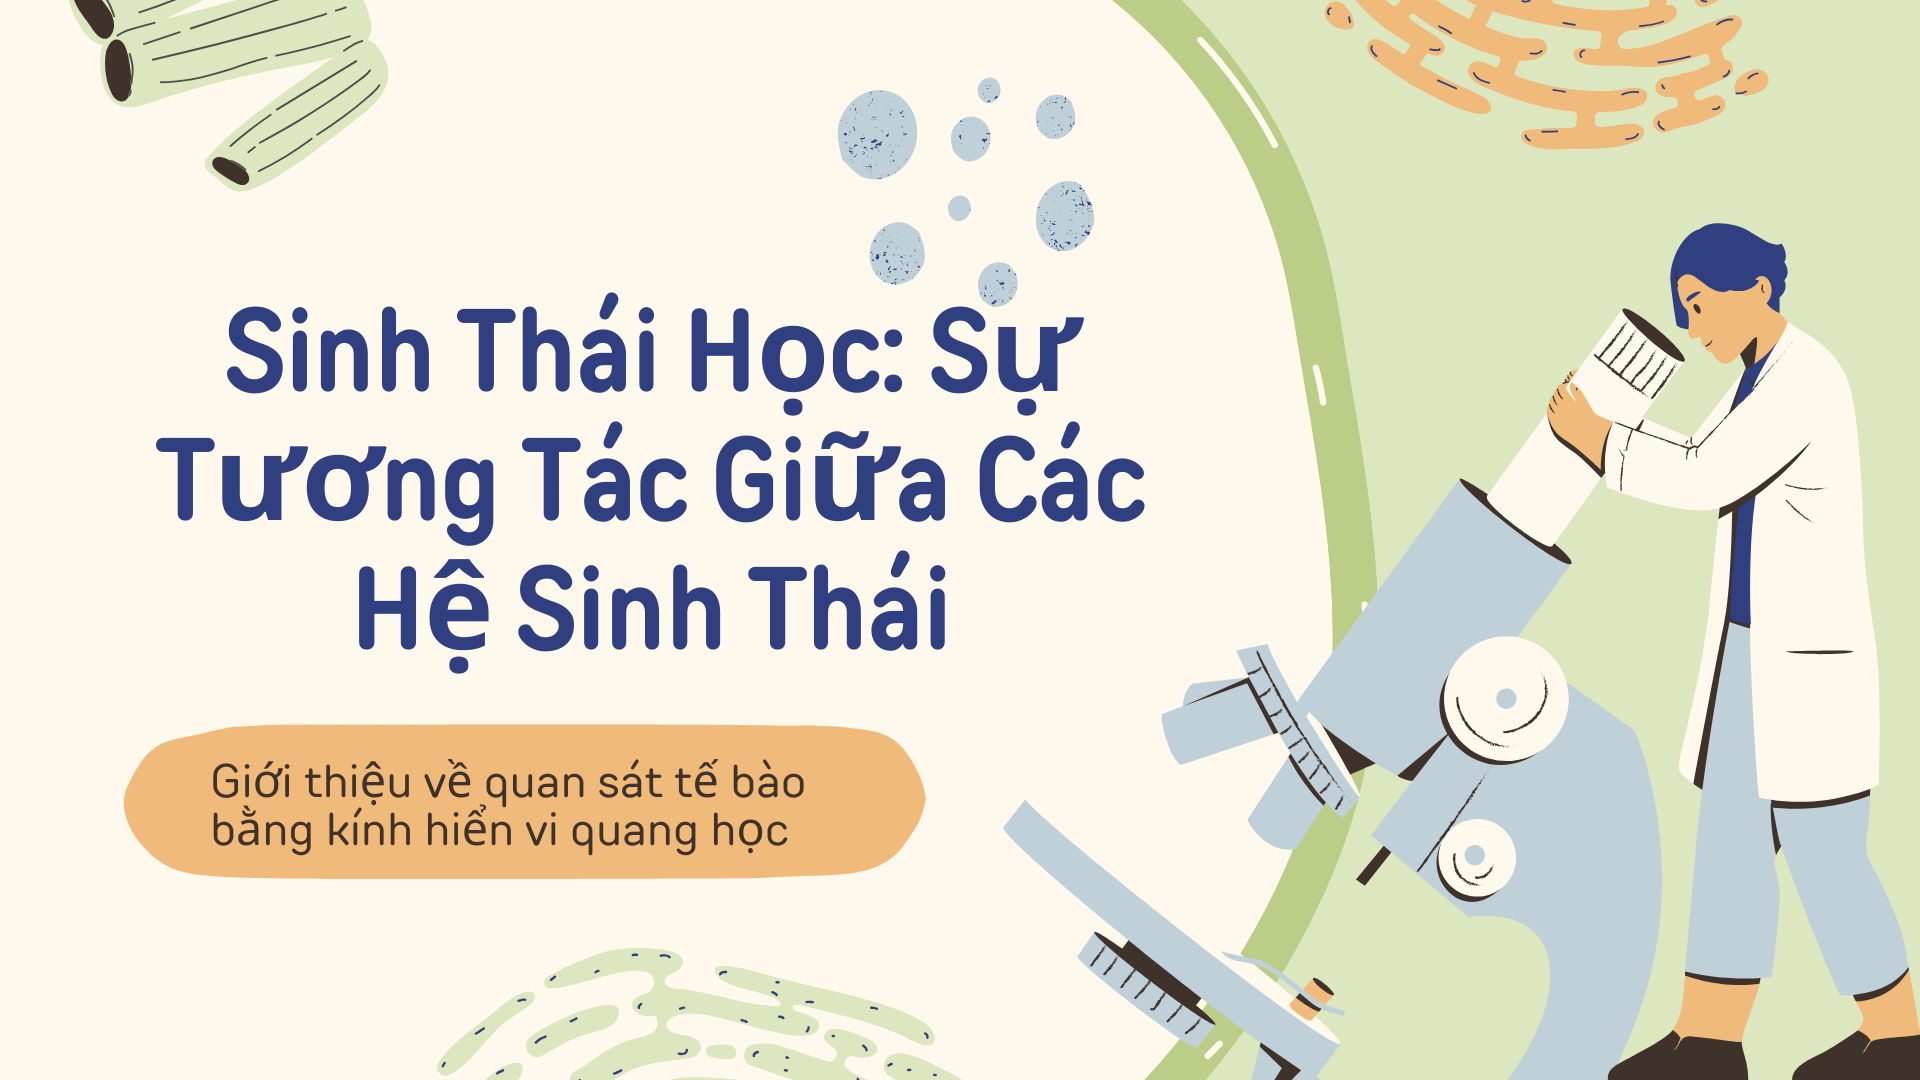 Sinh Thái Học: Sự
Tương Tác Giữa Các
Hệ Sinh Thái
Giới thiệu về quan sát tế bào
bằng kính hiển vi quang học